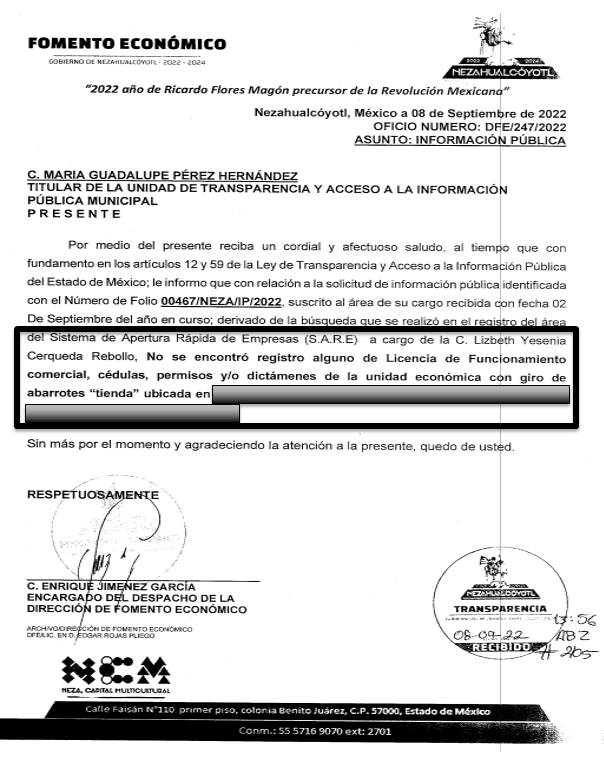 FOMENTO ECONÓMICO
GOBIERNO DE NEZAHUALCÓYOTL - 2022 - 2024
2022 2024
NEZAHUALCÓYOTL
“2022 año de Ricardo Flores Magón precursor de la Revolución Mexicana”
Nezahualcóyotl, México a 08 de Septiembre de 2022
OFICIO NUMERO: DFE/247/2022
ASUNTO: INFORMACIÓN PÚBLICA
C. MARIA GUADALUPE PÉREZ HERNÁNDEZ
TITULAR DE LA UNIDAD DE TRANSPARENCIA Y ACCESO A LA INFORMACIÓN
PÚBLICA MUNICIPAL
P R E S E N T E
Por medio del presente reciba un cordial y afectuoso saludo, al tiempo que con
fundamento en los artículos 12 y 59 de la Ley de Transparencia y Acceso a la Información Pública
del Estado de México; le informo que con relación a la solicitud de información pública identificada
con el Número de Folio 00467/NEZA/IP/2022, suscrito al área de su cargo recibida con fecha 02
De Septiembre del año en curso; derivado de la búsqueda que se realizó en el registro del área
del Sistema de Apertura Rápida de Empresas (S.A.R.E) a cargo de la C. Lizbeth Yesenia
Cerqueda Rebollo, No se encontró registro alguno de Licencia de Funcionamiento
comercial, cédulas, permisos y/o dictámenes de la unidad económica con giro de
abarrotes “tienda” ubicada en
Sin más por el momento y agradeciendo la atención a la presente, quedo de usted.
RESPETUOSAMENTE
C. ENRIQUE JIMENEZ GARCÍA
ENCARGADO DEL DESPACHO DE LA
DIRECCIÓN DE FOMENTO ECONÓMICO
ARCHIVO/DIRECCIÓN DE FOMENTO ECONÓMICO
DFE/LIC. EN D. EDGAR ROJAS PLIEGO
NEZAHUALCÓYOTL
TRANSPARENCIA
08-09-22
RECIBIDO
13:56
ABZ
# 205
NCM
NEZA, CAPITAL MULTICULTURAL
Calle Faisán N°110 primer piso, colonia Benito Juárez, C.P. 57000, Estado de México
Conm.: 55 5716 9070 ext: 2701